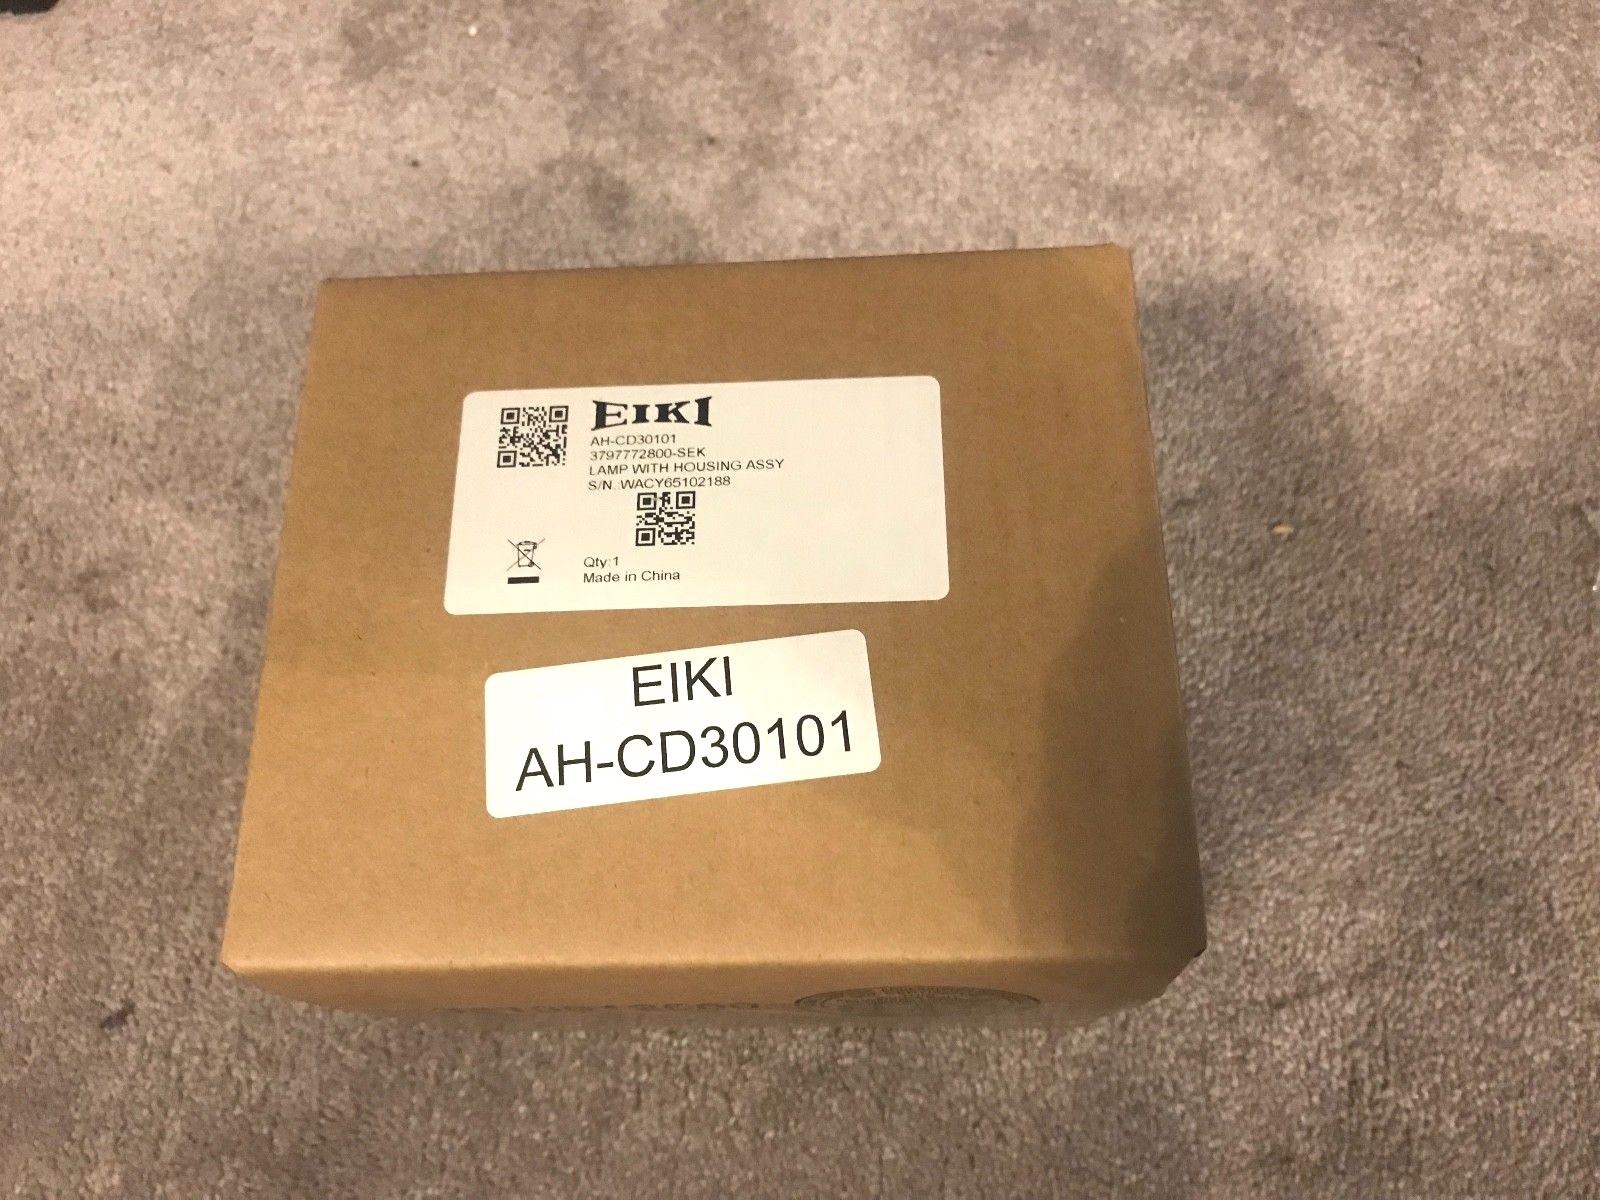 EIKI
AH-CD30101
3797772800-SEK
LAMP WITH HOUSING ASSY
S/N.:WACY65102188
Qty:1
Made in China
EIKI
AH-CD30101